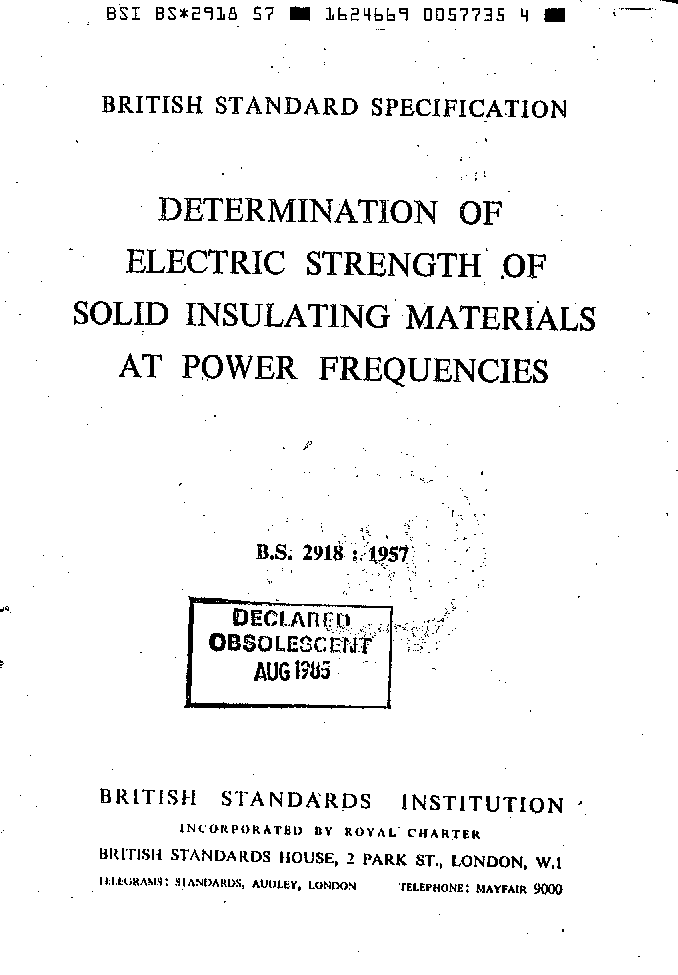 BSI BS*2918 57 ■ 1624669 0057735 4 ■
BRITISH STANDARD SPECIFICATION
DETERMINATION OF
ELECTRIC STRENGTH OF
SOLID INSULATING MATERIALS
AT POWER FREQUENCIES
B.S. 2918 : 1957
DECLARED
OBSOLESCENT
AUG 1985
BRITISH STANDARDS INSTITUTION
INCORPORATED BY ROYAL CHARTER
BRITISH STANDARDS HOUSE, 2 PARK ST., LONDON, W.1
TELEGRAMS: STANDARDS, AUDLEY, LONDON TELEPHONE: MAYFAIR 9000